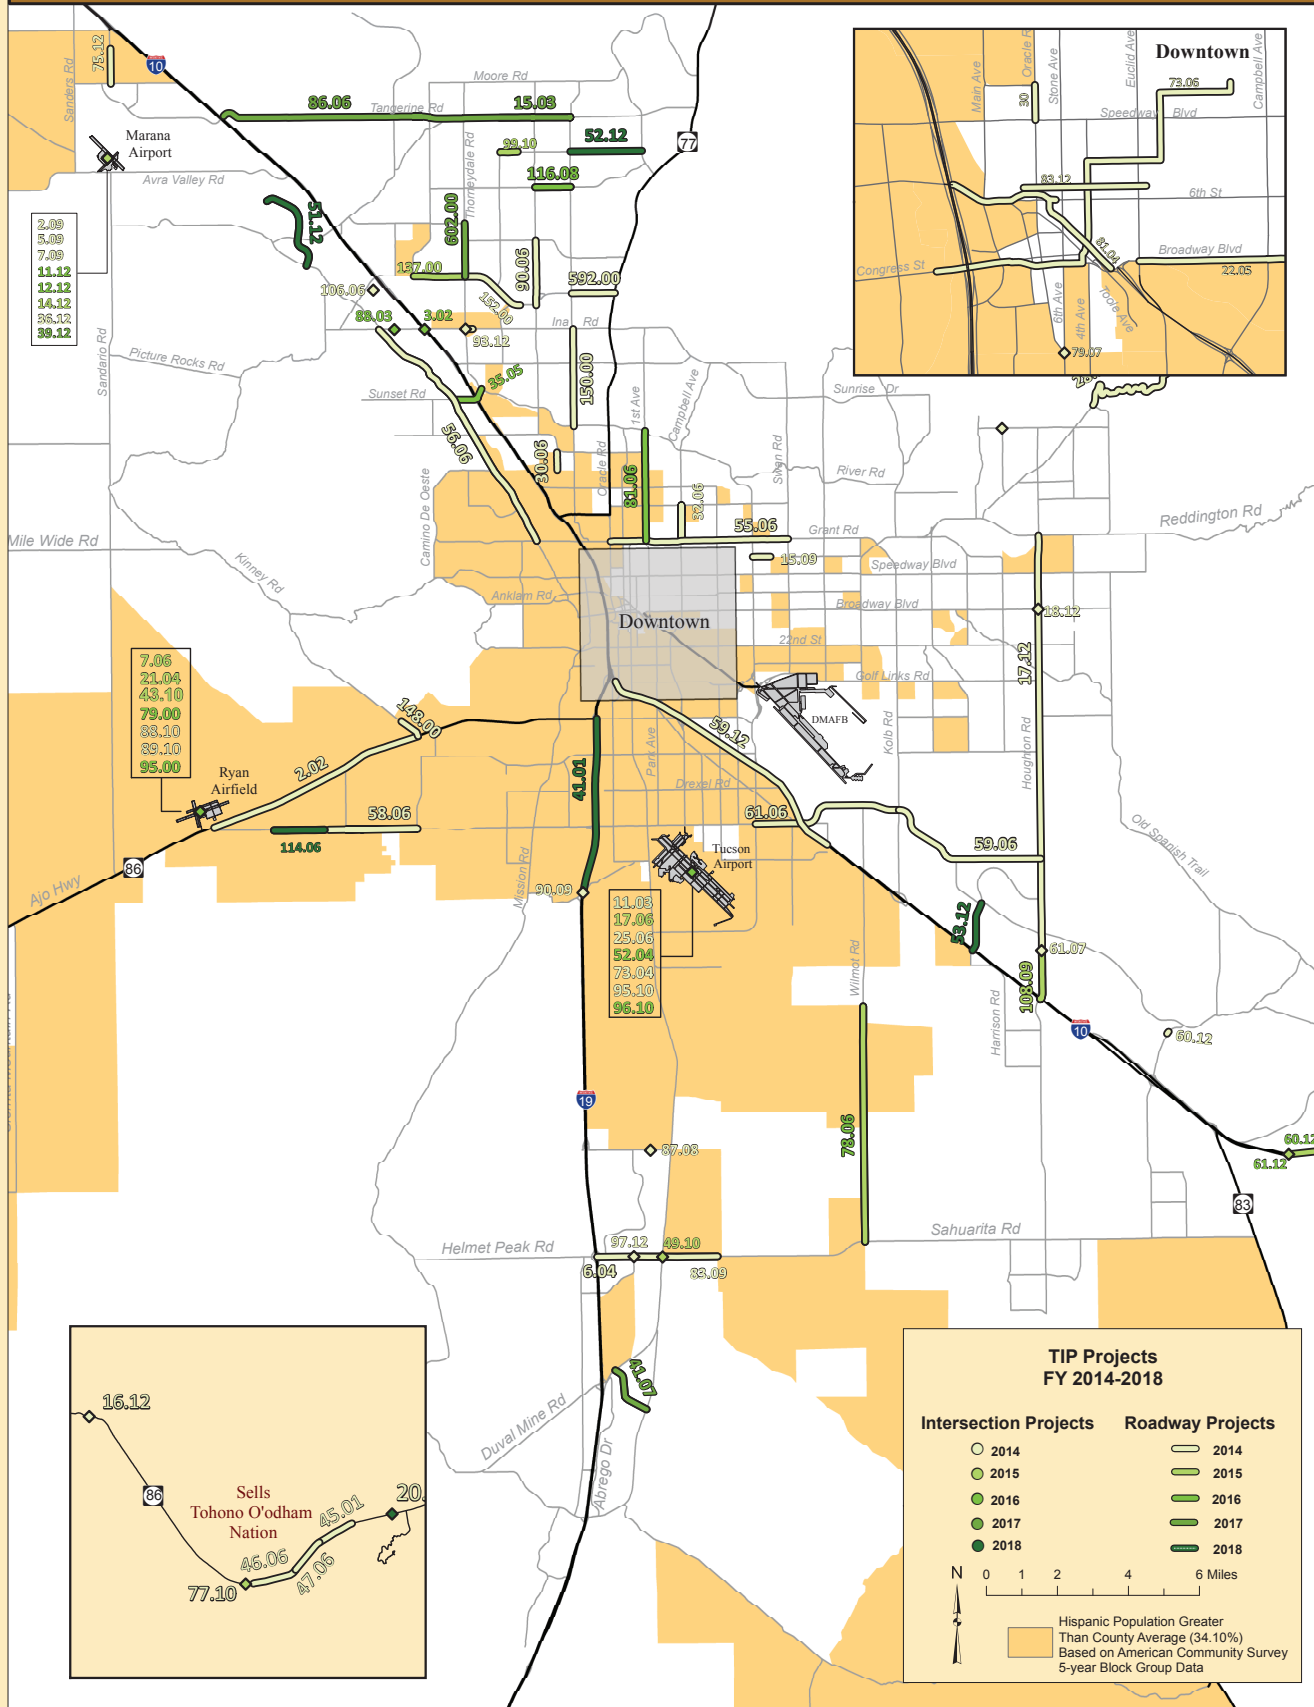 Downtown
Main Ave
Stone Ave
Euclid Ave
Campbell Ave
30
73.06
Speedway Blvd
83.12
6th St
81.04
Broadway Blvd
22.05
Congress St
6th Ave
4th Ave
Toole Ave
79.07
75.12
Sanders Rd
10
Moore Rd
86.06
Tangerine Rd
15.03
99.10
52.12
77
Marana
Airport
Avra Valley Rd
Thorneydale Rd
116.08
51.12
602.00
2.09
5.09
7.09
11.12
12.12
14.12
36.12
39.12
137.00
90.06
592.00
106.06
152.00
88.03
3.02
93.12
Ina Rd
Sandario Rd
Picture Rocks Rd
35.05
150.00
Sunset Rd
1st Ave
Campbell Ave
Sunrise Dr
56.06
30.06
Oracle Rd
81.06
32.06
Swan Rd
River Rd
Camino De Oeste
55.06
Grant Rd
Reddington Rd
Mile Wide Rd
15.09
Speedway Blvd
Kinney Rd
Anklam Rd
Broadway Blvd
18.12
Downtown
22nd St
Golf Links Rd
17.12
7.06
21.04
43.10
79.00
88.10
89.10
95.00
148.00
59.12
DMAFB
Kolb Rd
Park Ave
Houghton Rd
2.02
Ryan
Airfield
41.01
Drexel Rd
58.06
114.06
61.06
59.06
Old Spanish Trail
Tucson
Airport
86
Ajo Hwy
Mission Rd
90.09
11.03
17.06
25.06
52.04
73.04
95.10
96.10
53.12
61.07
Wilmot Rd
108.09
Harrison Rd
10
60.12
19
78.06
87.08
60.12
61.12
83
Helmet Peak Rd
97.12
49.10
Sahuarita Rd
6.04
83.09
41.07
Duval Mine Rd
Abrego Dr
16.12
86
Sells
Tohono O'odham
Nation
45.01
20.
46.06
47.06
77.10
TIP Projects
FY 2014-2018
Intersection Projects
Roadway Projects
2014 2014
2015 2015
2016 2016
2017 2017
2018 2018
N
0 1 2 4 6 Miles
Hispanic Population Greater
Than County Average (34.10%)
Based on American Community Survey
5-year Block Group Data